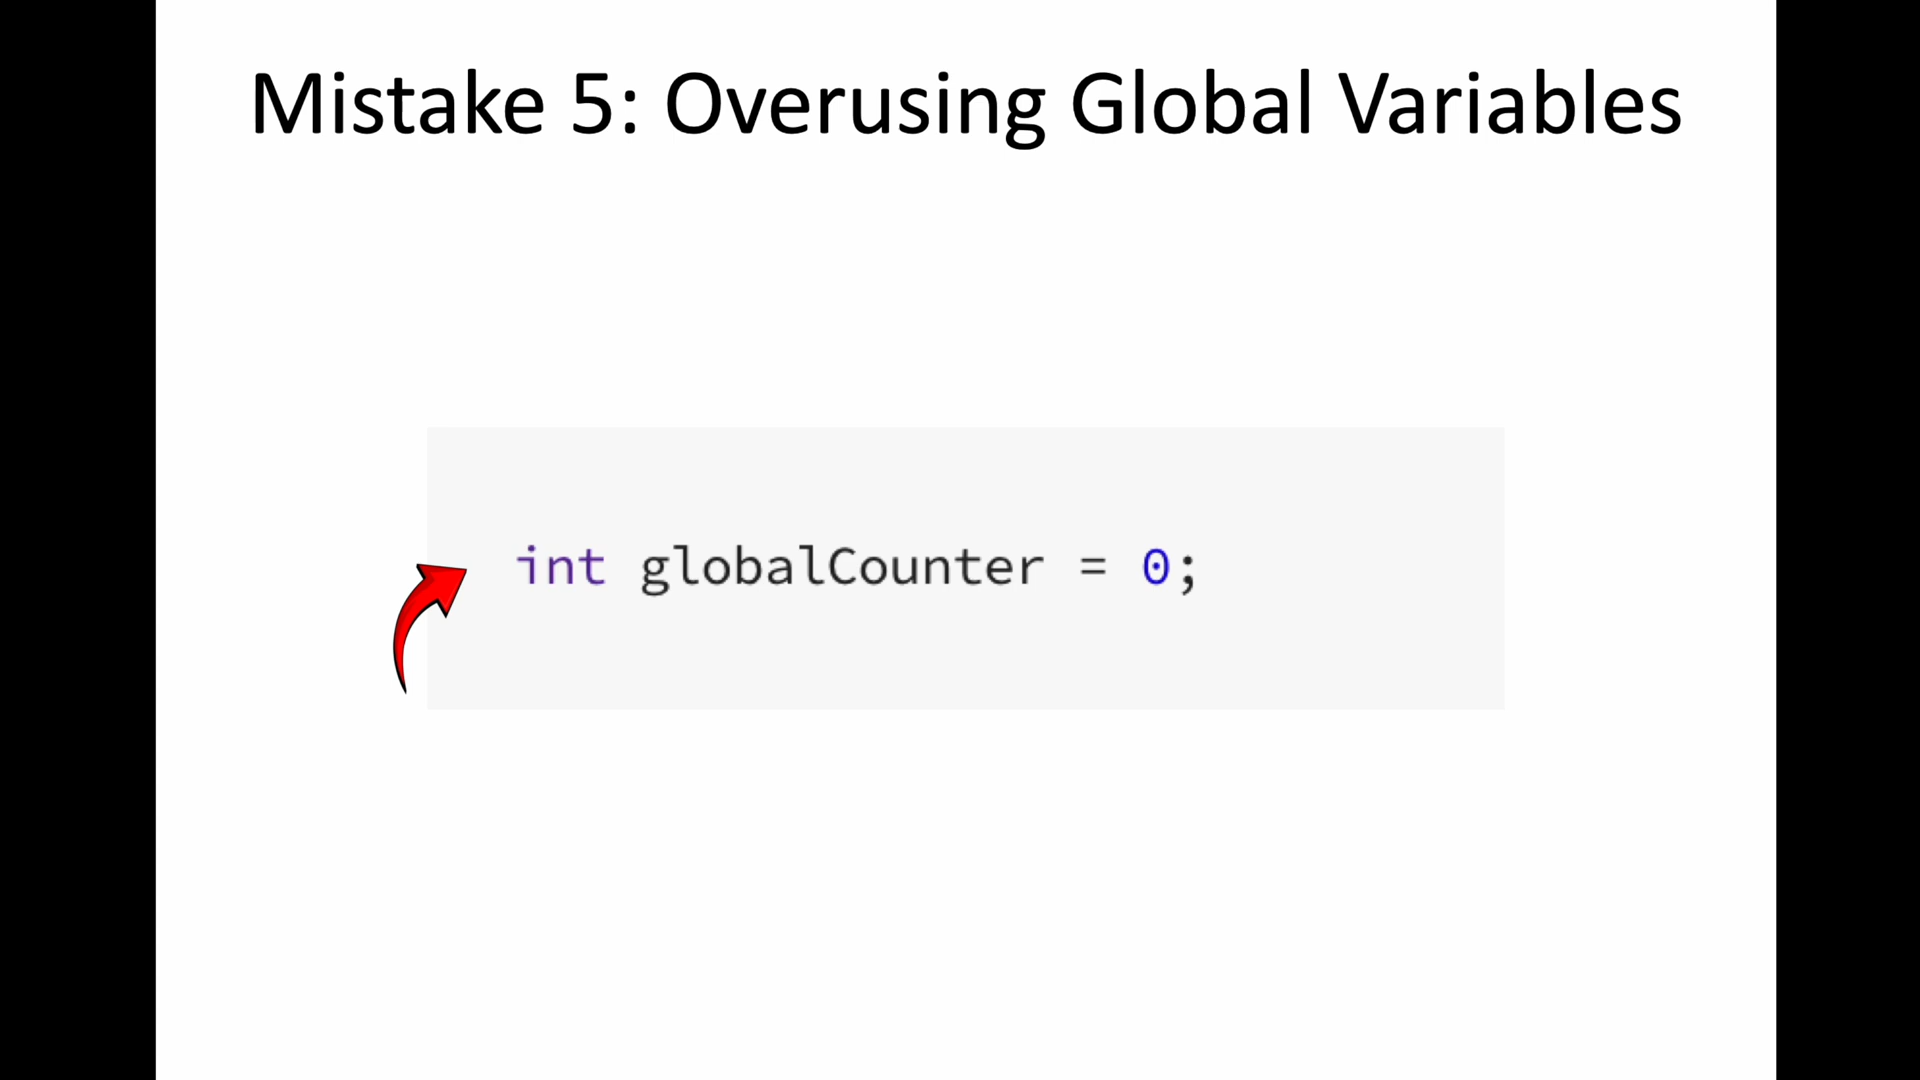 Mistake 5: Overusing Global Variables
int globalCounter = 0;